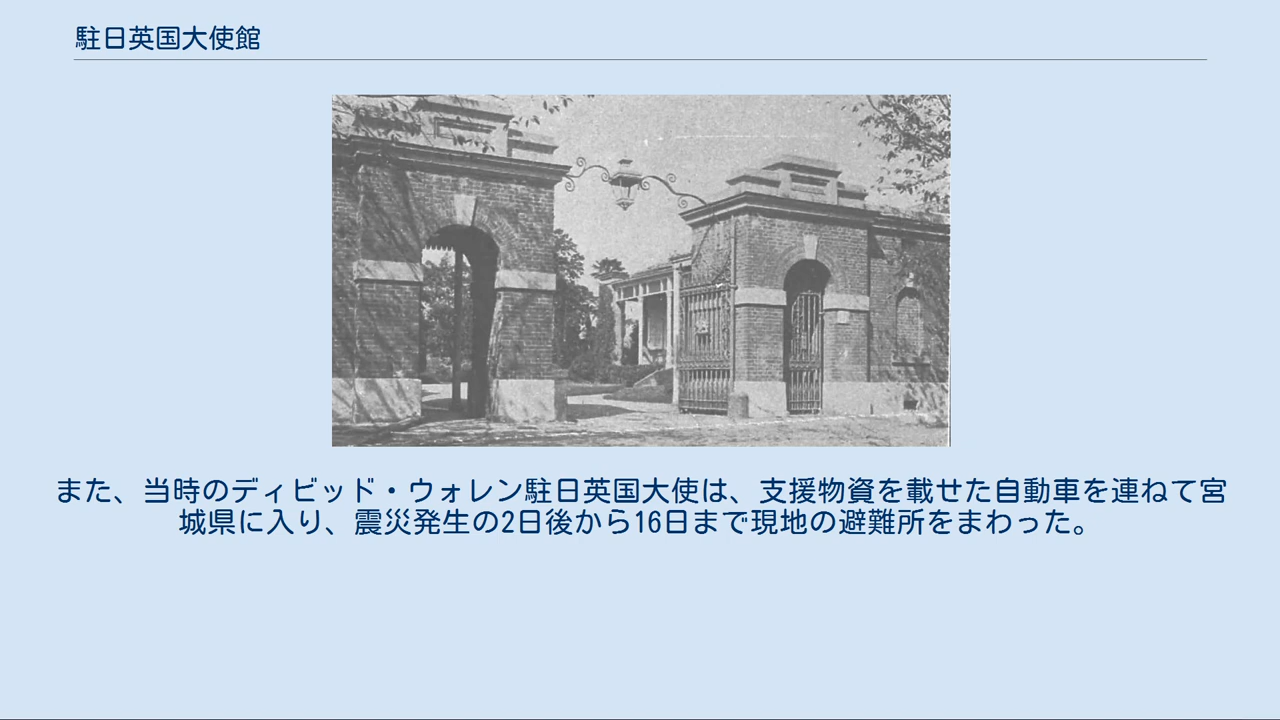 駐日英国大使館
また、当時のディビッド・ウォレン駐日英国大使は、支援物資を載せた自動車を連ねて宮
城県に入り、震災発生の2日後から16日まで現地の避難所をまわった。